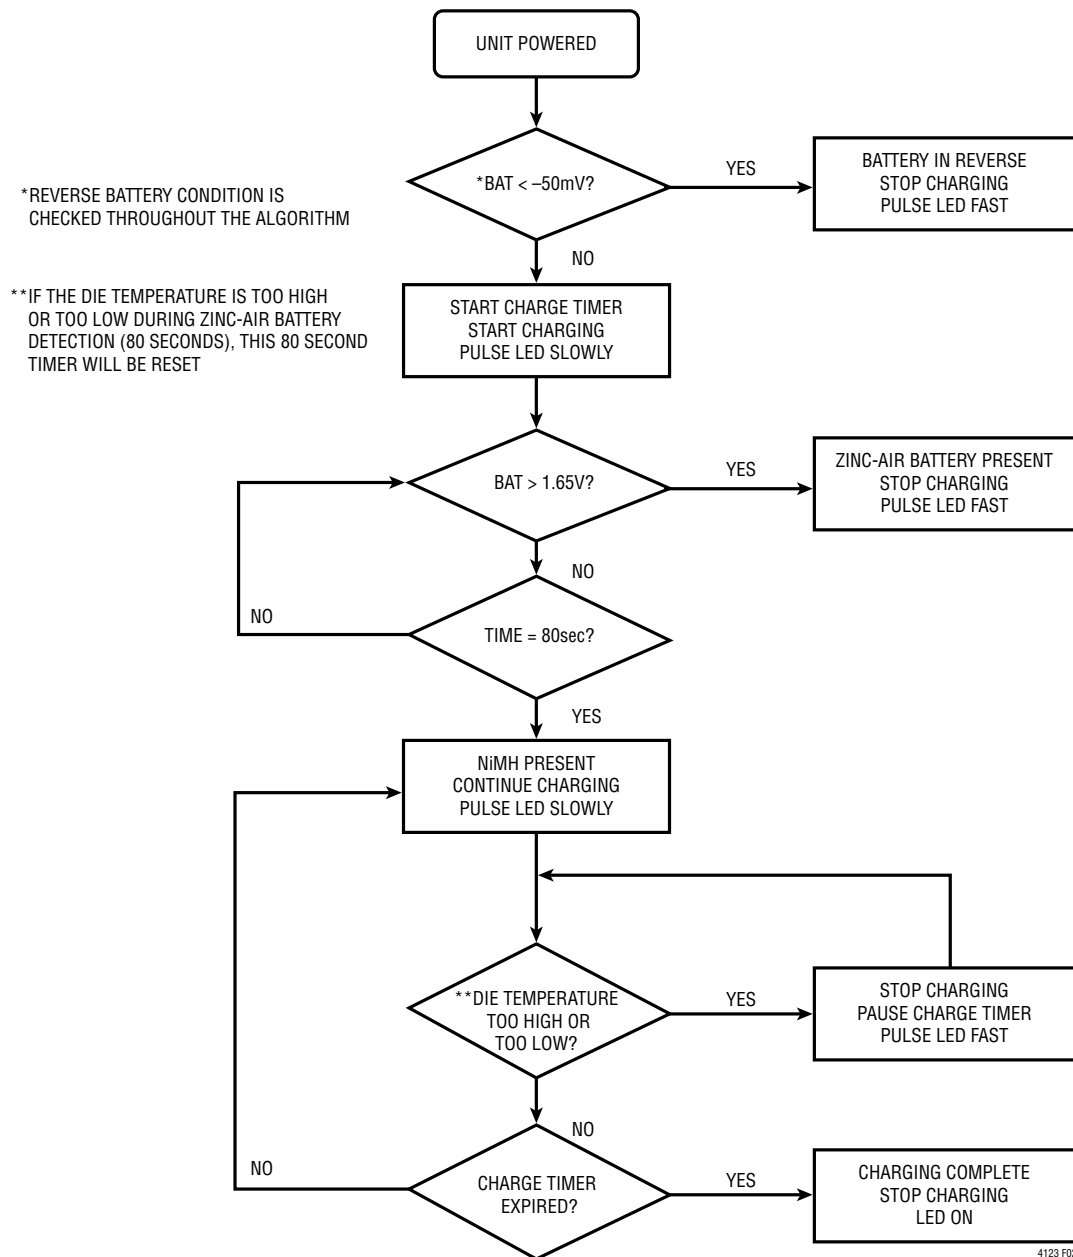 UNIT POWERED
*BAT < –50mV?
YES
BATTERY IN REVERSE
STOP CHARGING
PULSE LED FAST
*REVERSE BATTERY CONDITION IS
CHECKED THROUGHOUT THE ALGORITHM
NO
**IF THE DIE TEMPERATURE IS TOO HIGH
OR TOO LOW DURING ZINC-AIR BATTERY
DETECTION (80 SECONDS), THIS 80 SECOND
TIMER WILL BE RESET
START CHARGE TIMER
START CHARGING
PULSE LED SLOWLY
BAT > 1.65V?
YES
ZINC-AIR BATTERY PRESENT
STOP CHARGING
PULSE LED FAST
NO
NO
TIME = 80sec?
YES
NiMH PRESENT
CONTINUE CHARGING
PULSE LED SLOWLY
**DIE TEMPERATURE
TOO HIGH OR
TOO LOW?
YES
STOP CHARGING
PAUSE CHARGE TIMER
PULSE LED FAST
NO
NO
CHARGE TIMER
EXPIRED?
YES
CHARGING COMPLETE
STOP CHARGING
LED ON
4123